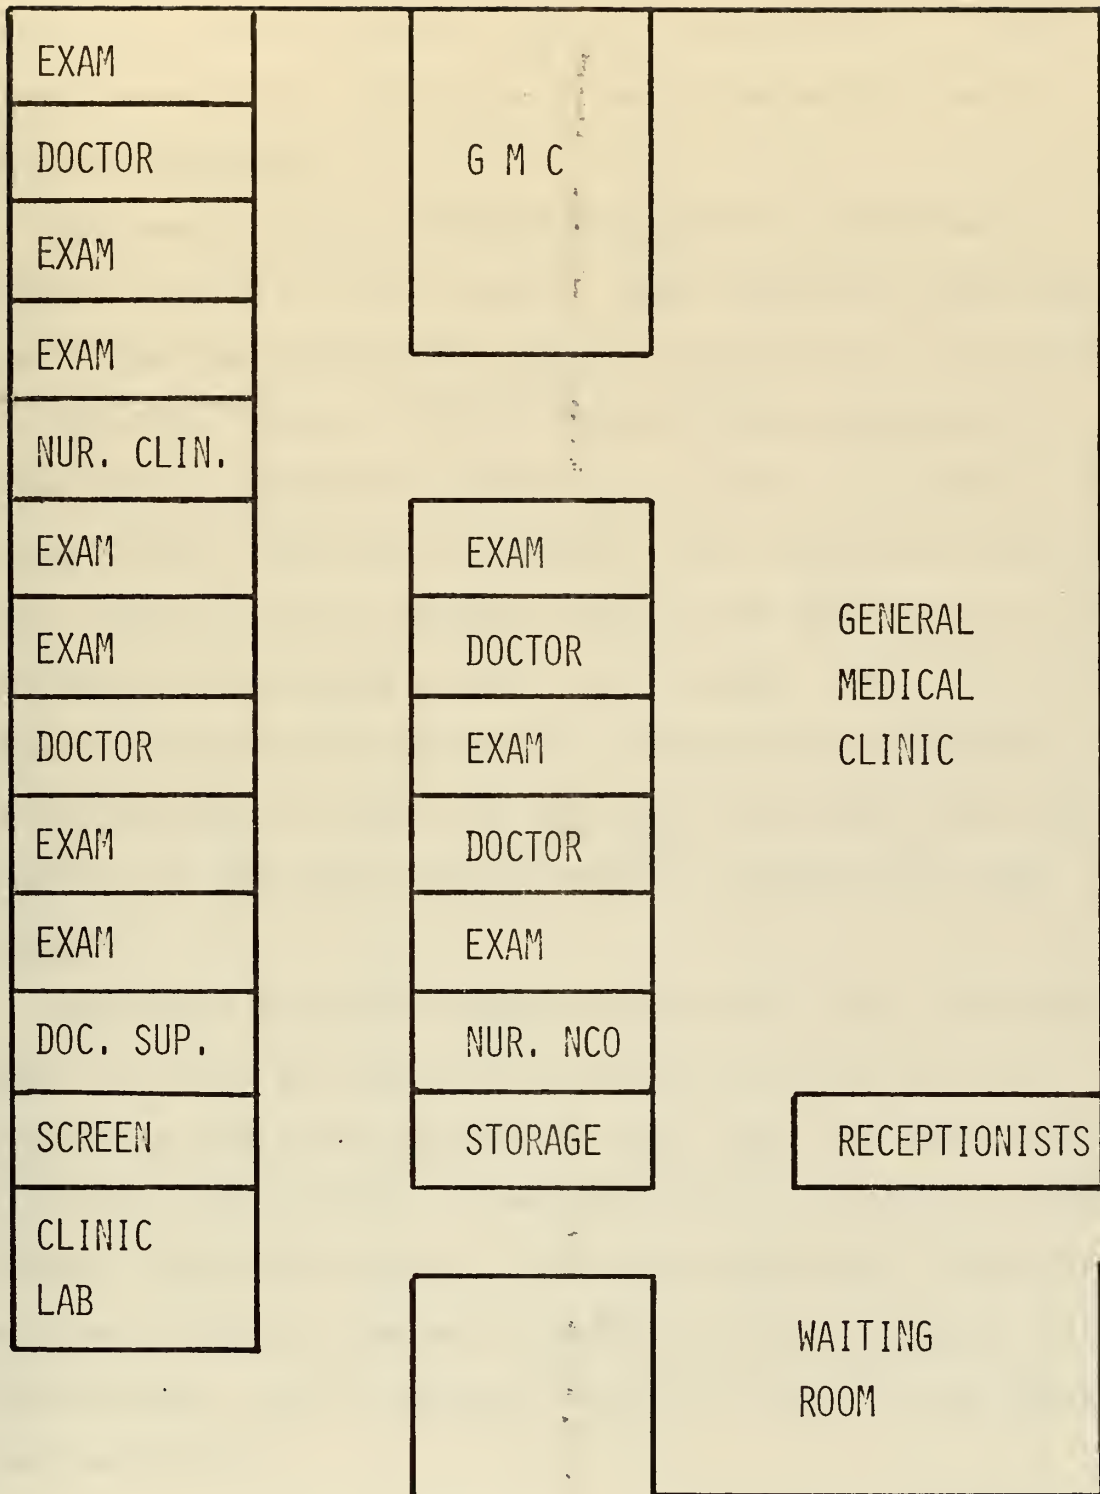 EXAM
DOCTOR
EXAM
EXAM
NUR. CLIN.
EXAM
EXAM
DOCTOR
EXAM
EXAM
DOC. SUP.
SCREEN
CLINIC
LAB
G M C
EXAM
DOCTOR
EXAM
DOCTOR
EXAM
NUR. NCO
STORAGE
GENERAL
MEDICAL
CLINIC
RECEPTIONISTS
WAITING
ROOM